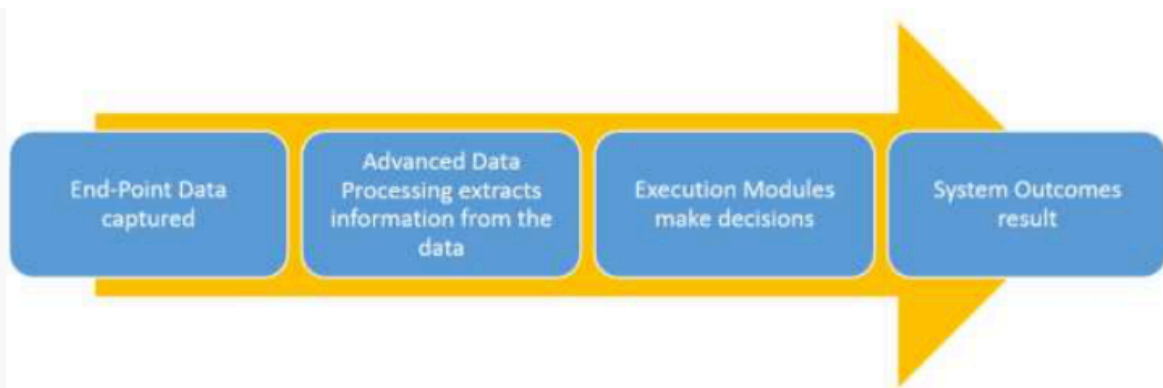 End-Point Data
captured
Advanced Data
Processing extracts
information from the
data
Execution Modules
make decisions
System Outcomes
result